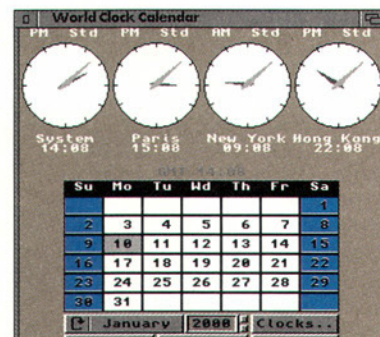 World Clock Calendar
PM Std PM Std AM Std PM Std
System Paris New York Hong Kong
14:08 15:08 09:08 22:08
GMT 14:08
Su Mo Tu Wd Th Fr Sa
1
2 3 4 5 6 7 8
9 10 11 12 13 14 15
16 17 18 19 20 21 22
23 24 25 26 27 28 29
30 31
January 2000 Clocks..